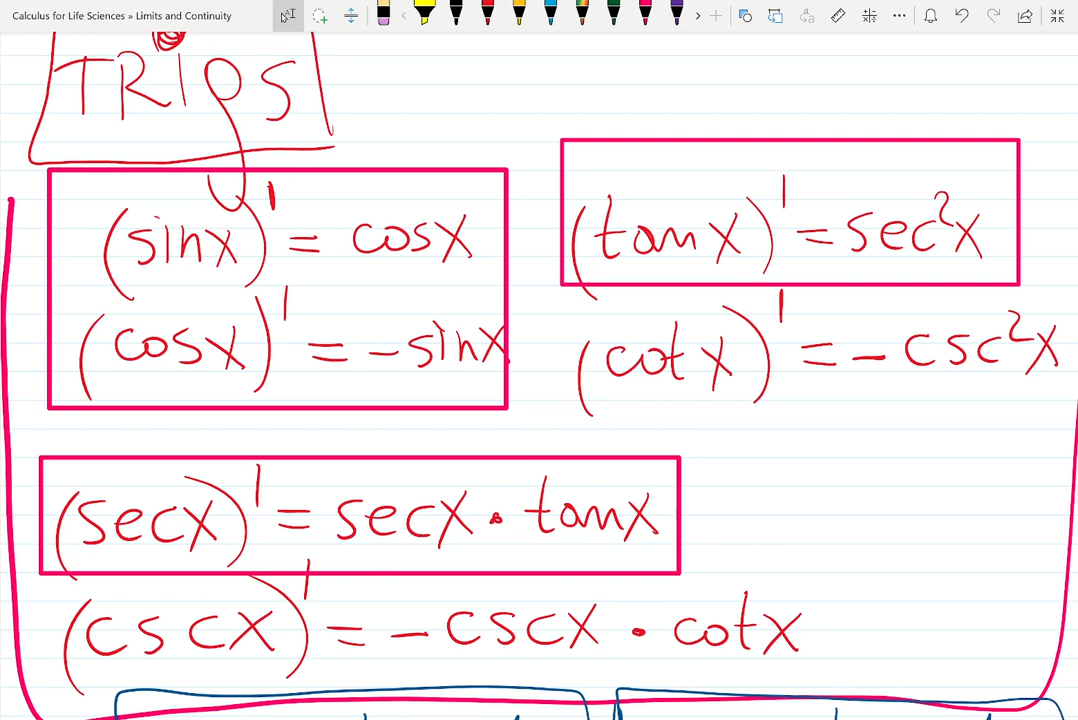 Calculus for Life Sciences » Limits and Continuity
TRIPS
(sinx)' = cosx
(cosx)' = -sinx
(tanx)' = sec²x
(cotx)' = -csc²x
(secx)' = secx · tanx
(cscx)' = -cscx · cotx